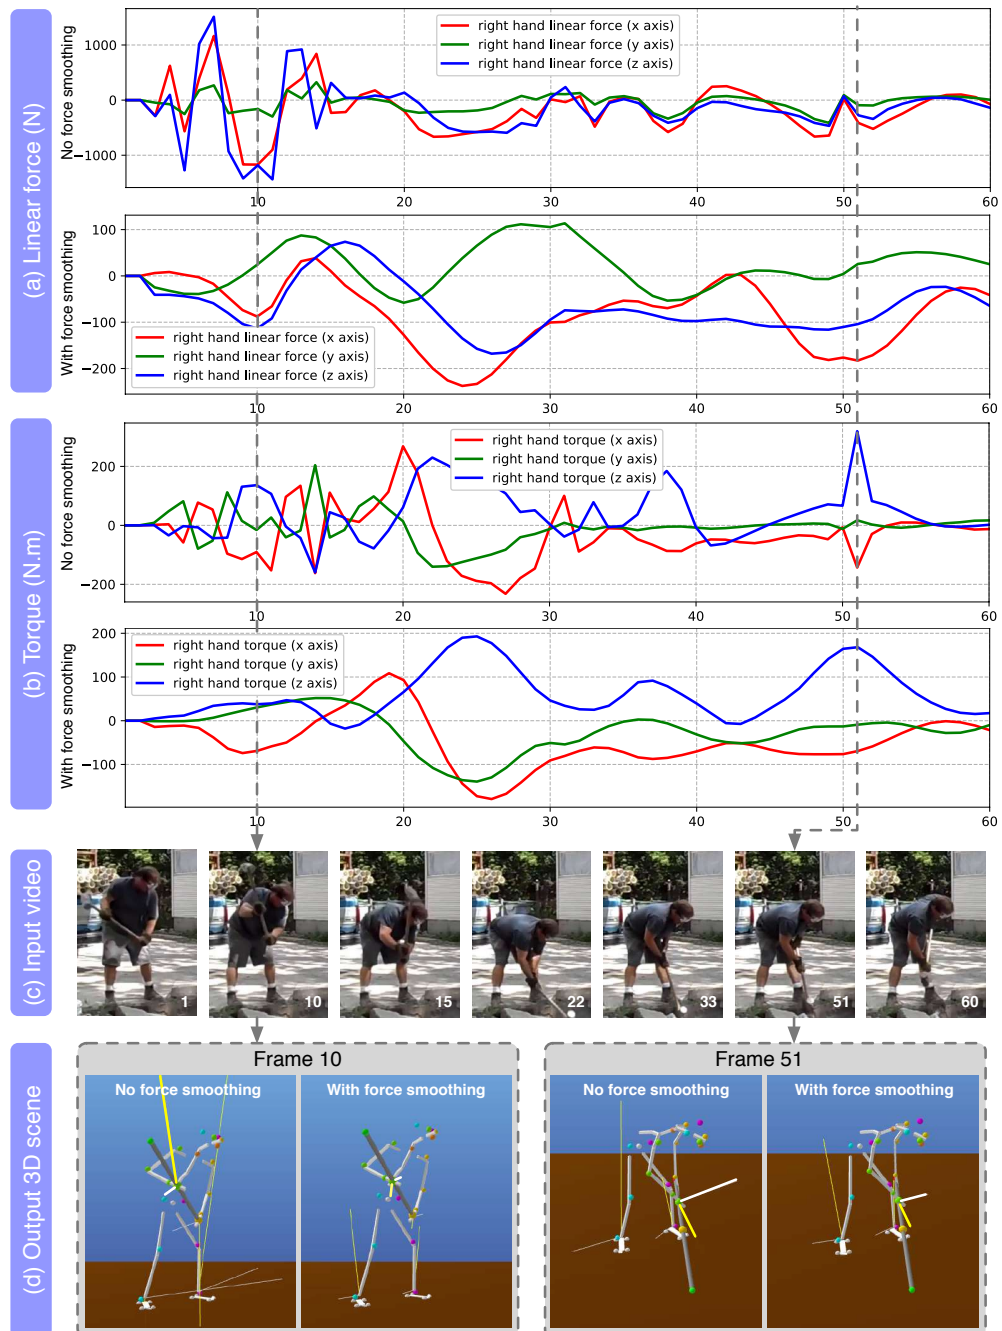 (a) Linear force (N)
No force smoothing
1000
0
−1000
right hand linear force (x axis)
right hand linear force (y axis)
right hand linear force (z axis)
10 20 30 40 50 60
With force smoothing
100
0
−100
−200
right hand linear force (x axis)
right hand linear force (y axis)
right hand linear force (z axis)
10 20 30 40 50 60
(b) Torque (N.m)
No force smoothing
200
0
−200
right hand torque (x axis)
right hand torque (y axis)
right hand torque (z axis)
10 20 30 40 50 60
With force smoothing
200
100
0
−100
right hand torque (x axis)
right hand torque (y axis)
right hand torque (z axis)
10 20 30 40 50 60
(c) Input video
1 10 15 22 33 51 60
(d) Output 3D scene
Frame 10
No force smoothing
With force smoothing
Frame 51
No force smoothing
With force smoothing